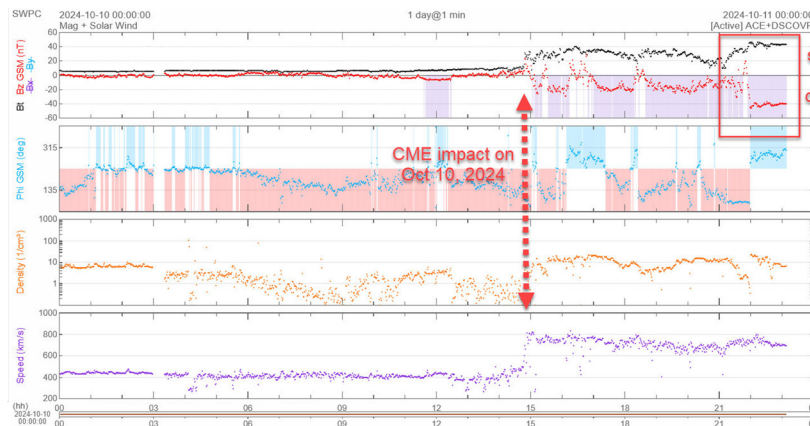 SWPC
2024-10-10 00:00:00
1 day@1 min
2024-10-11 00:00:00
Mag + Solar Wind
[Active] ACE+DSCOVR
Bt Bz GSM (nT)
-Bx- -By-
60
40
20
0
-20
-40
-60
Phi GSM (deg)
315
135
CME impact on
Oct 10, 2024
Density (1/cm³)
1000
100
10
1
Speed (km/s)
1000
800
600
400
200
(hh)
00
03
06
09
12
15
18
21
00
2024-10-10
00:00:00